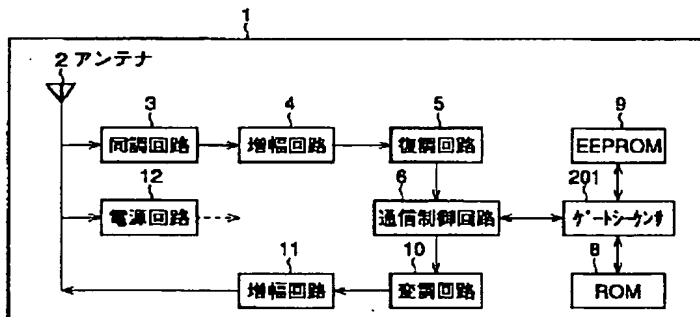 1
2 アンテナ
3
4
5
9
同調回路
増幅回路
復調回路
EEPROM
12
6
201
電源回路
通信制御回路
ｹﾞｰﾄｼｰｹﾝｻ
11
10
8
増幅回路
変調回路
ROM